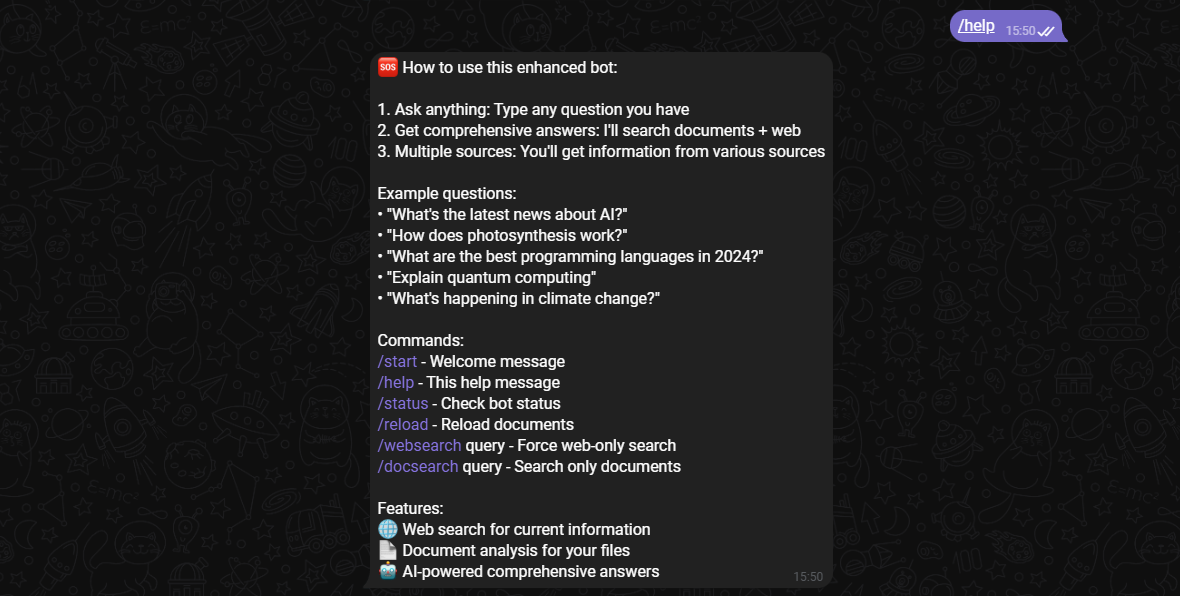 /help 15:50
🆘 How to use this enhanced bot:
1. Ask anything: Type any question you have
2. Get comprehensive answers: I'll search documents + web
3. Multiple sources: You'll get information from various sources
Example questions:
• "What's the latest news about AI?"
• "How does photosynthesis work?"
• "What are the best programming languages in 2024?"
• "Explain quantum computing"
• "What's happening in climate change?"
Commands:
/start - Welcome message
/help - This help message
/status - Check bot status
/reload - Reload documents
/websearch query - Force web-only search
/docsearch query - Search only documents
Features:
🌐 Web search for current information
📄 Document analysis for your files
🤖 AI-powered comprehensive answers
15:50